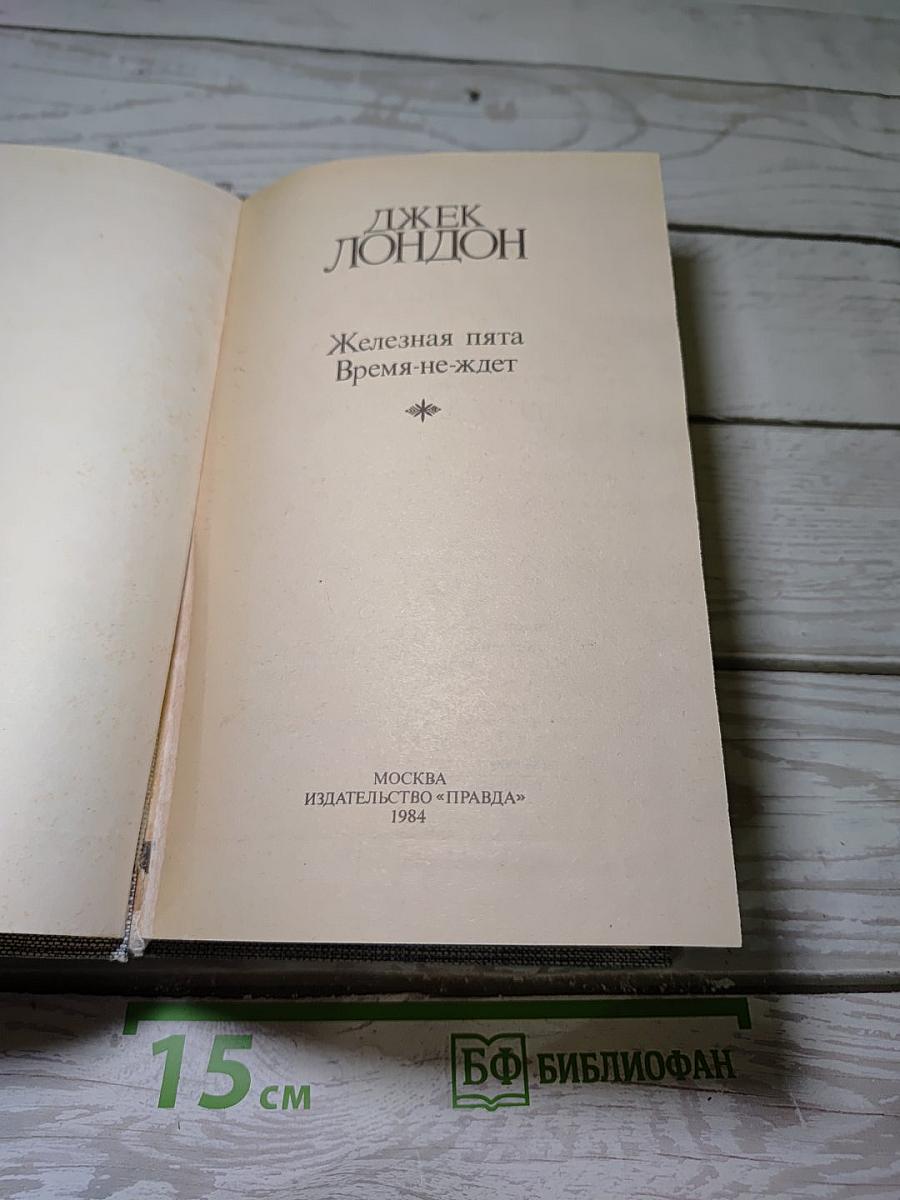 ДЖЕК
ЛОНДОН
Железная пята
Время-не-ждет
МОСКВА
ИЗДАТЕЛЬСТВО «ПРАВДА»
1984
15 см
БФ БИБЛИОФАН